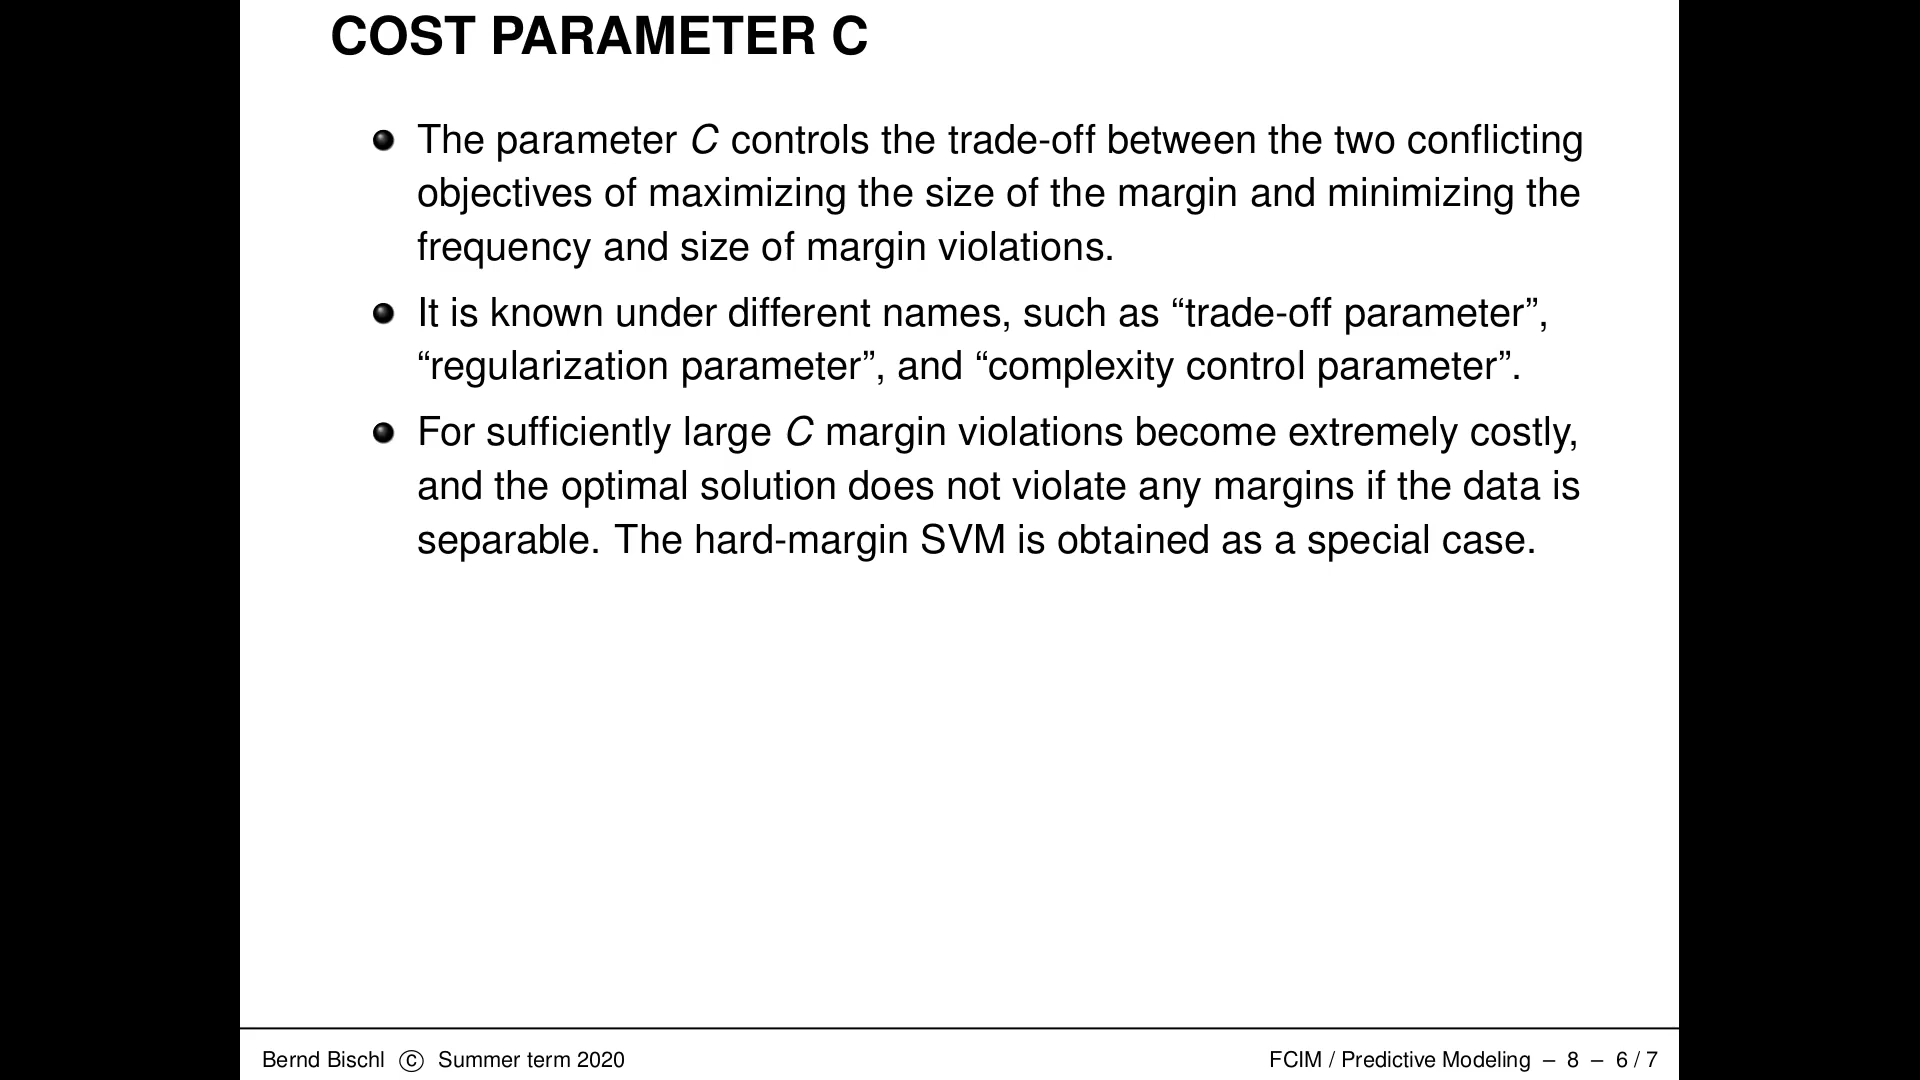 COST PARAMETER C
The parameter C controls the trade-off between the two conflicting
objectives of maximizing the size of the margin and minimizing the
frequency and size of margin violations.
It is known under different names, such as “trade-off parameter”,
“regularization parameter”, and “complexity control parameter”.
For sufficiently large C margin violations become extremely costly,
and the optimal solution does not violate any margins if the data is
separable. The hard-margin SVM is obtained as a special case.
Bernd Bischl © Summer term 2020
FCIM / Predictive Modeling – 8 – 6 / 7